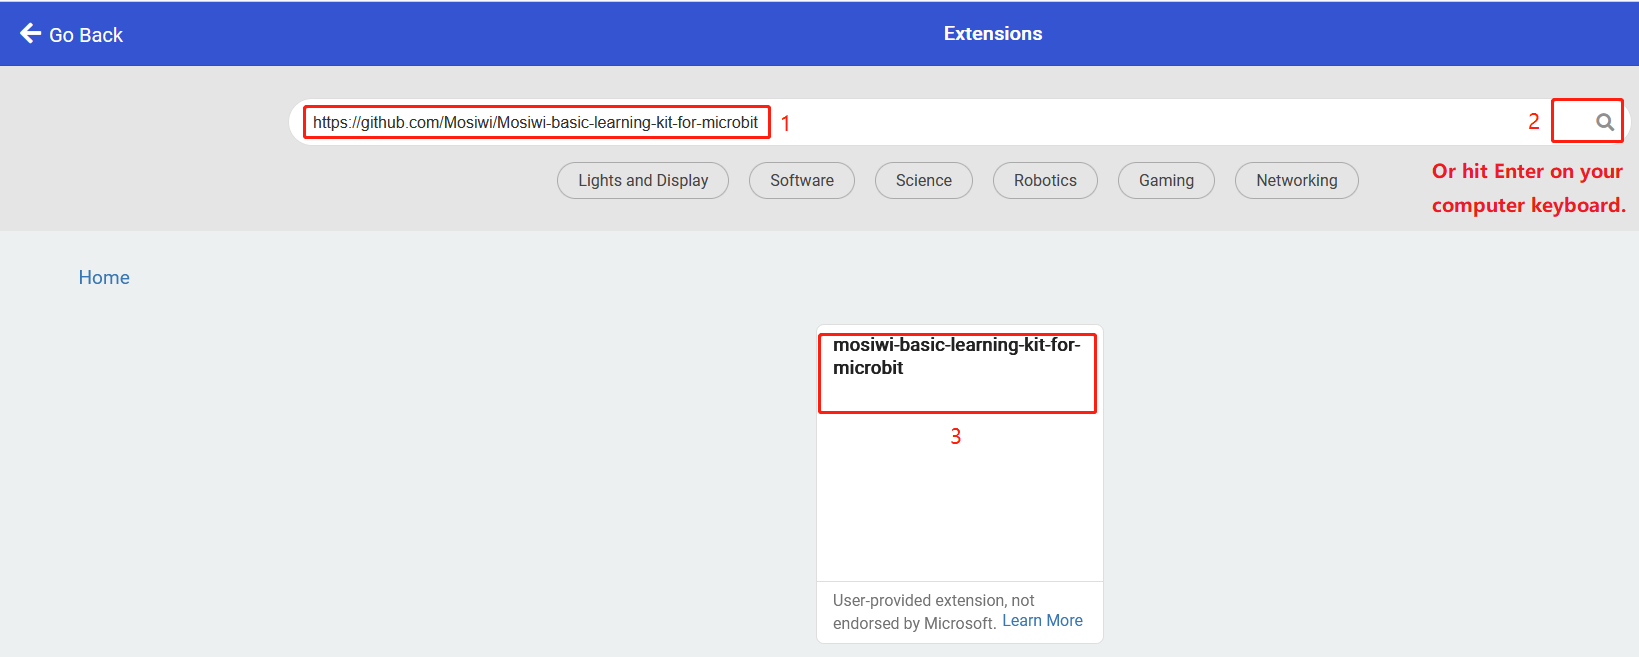 Go Back
Extensions
https://github.com/Mosiwi/Mosiwi-basic-learning-kit-for-microbit
1
2
Lights and Display
Software
Science
Robotics
Gaming
Networking
Or hit Enter on your
computer keyboard.
Home
mosiwi-basic-learning-kit-for-
microbit
3
User-provided extension, not
endorsed by Microsoft. Learn More